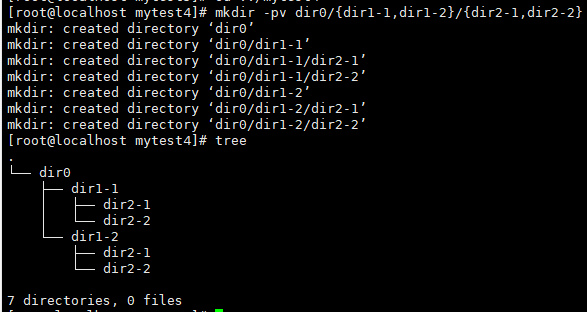 [root@localhost mytest4]# mkdir -pv dir0/{dir1-1,dir1-2}/{dir2-1,dir2-2}
mkdir: created directory ‘dir0’
mkdir: created directory ‘dir0/dir1-1’
mkdir: created directory ‘dir0/dir1-1/dir2-1’
mkdir: created directory ‘dir0/dir1-1/dir2-2’
mkdir: created directory ‘dir0/dir1-2’
mkdir: created directory ‘dir0/dir1-2/dir2-1’
mkdir: created directory ‘dir0/dir1-2/dir2-2’
[root@localhost mytest4]# tree
.
└── dir0
    ├── dir1-1
    │   ├── dir2-1
    │   └── dir2-2
    └── dir1-2
        ├── dir2-1
        └── dir2-2
7 directories, 0 files